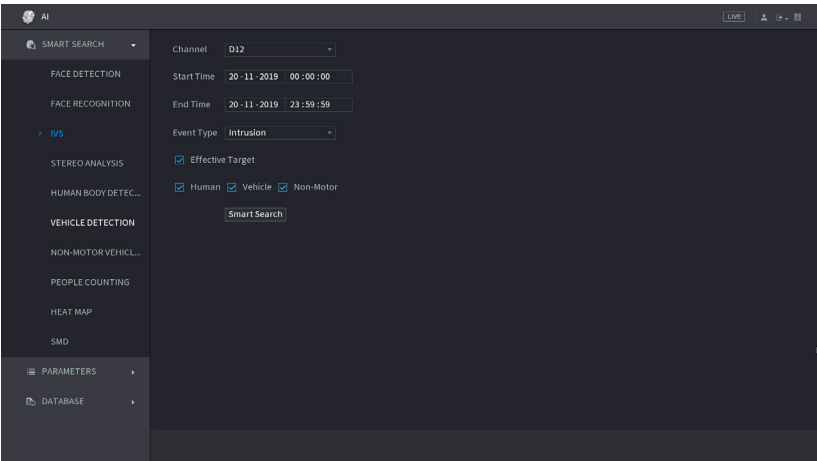 AI
LIVE
SMART SEARCH
FACE DETECTION
FACE RECOGNITION
> IVS
STEREO ANALYSIS
HUMAN BODY DETEC...
VEHICLE DETECTION
NON-MOTOR VEHICL...
PEOPLE COUNTING
HEAT MAP
SMD
PARAMETERS
DATABASE
Channel D12
Start Time 20-11-2019 00:00:00
End Time 20-11-2019 23:59:59
Event Type Intrusion
Effective Target
Human Vehicle Non-Motor
Smart Search